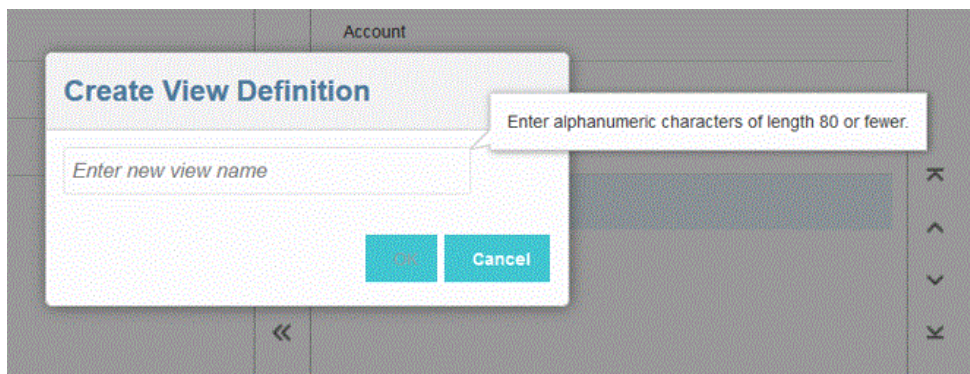 Account
Create View Definition
Enter alphanumeric characters of length 80 or fewer.
Enter new view name
OK
Cancel